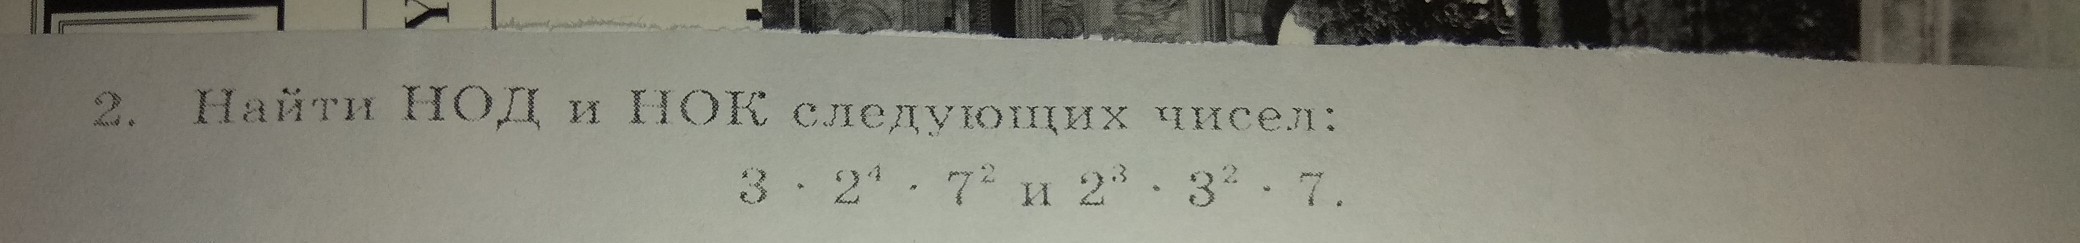 2. Найти НОД и НОК следующих чисел:
3 · 2⁴ · 7² и 2³ · 3² · 7.